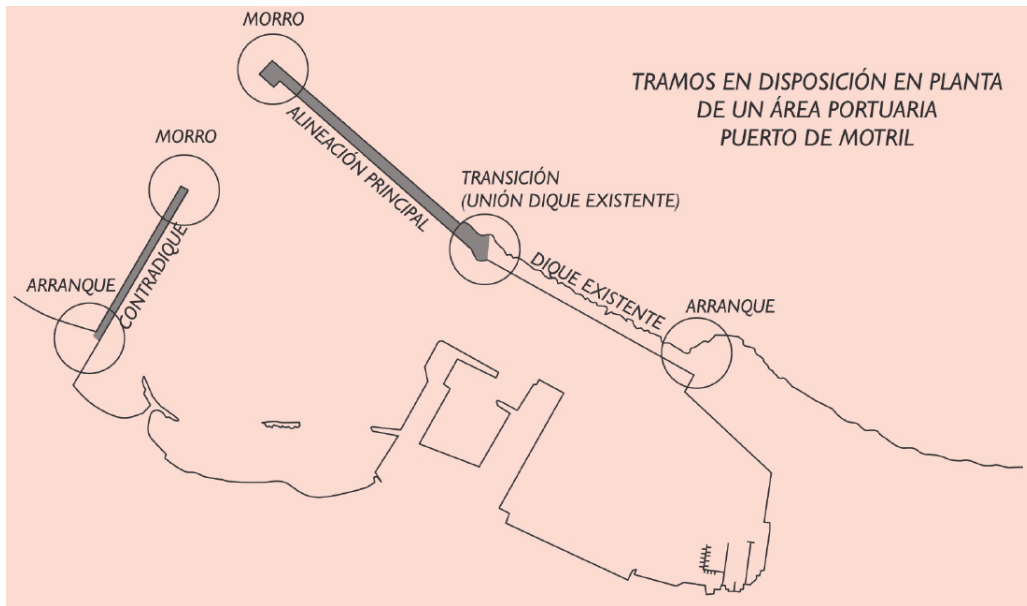 MORRO
TRAMOS EN DISPOSICIÓN EN PLANTA
DE UN ÁREA PORTUARIA
PUERTO DE MOTRIL
ALINEACIÓN PRINCIPAL
MORRO
TRANSICIÓN
(UNIÓN DIQUE EXISTENTE)
CONTRADIQUE
DIQUE EXISTENTE
ARRANQUE
ARRANQUE